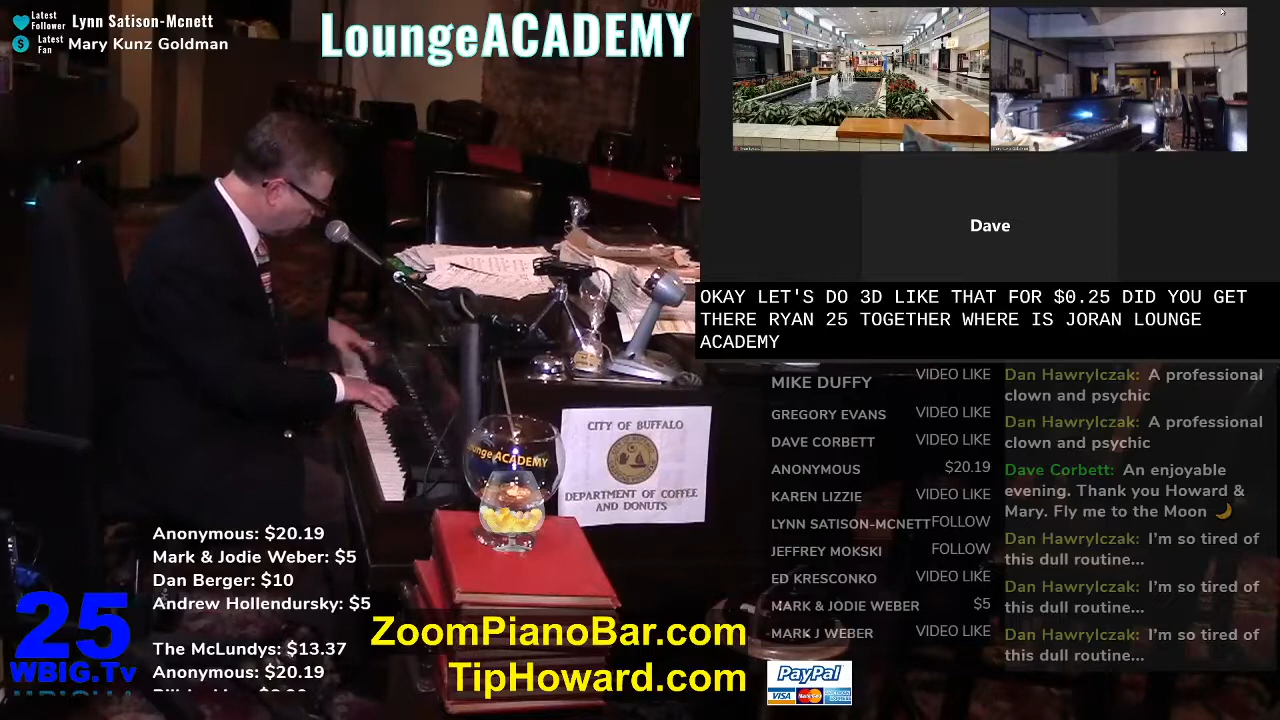 Latest
Follower
Lynn Satison-Mcnett
Latest
Fan
Mary Kunz Goldman
LoungeACADEMY
Dave
OKAY LET'S DO 3D LIKE THAT FOR $0.25 DID YOU GET
THERE RYAN 25 TOGETHER WHERE IS JORAN LOUNGE
ACADEMY
MIKE DUFFY VIDEO LIKE
GREGORY EVANS VIDEO LIKE
DAVE CORBETT VIDEO LIKE
ANONYMOUS $20.19
KAREN LIZZIE VIDEO LIKE
LYNN SATISON-MCNETT FOLLOW
JEFFREY MOKSKI FOLLOW
ED KRESCONKO VIDEO LIKE
MARK & JODIE WEBER $5
MARK J WEBER VIDEO LIKE
Dan Hawrylczak: A professional
clown and psychic
Dan Hawrylczak: A professional
clown and psychic
Dave Corbett: An enjoyable
evening. Thank you Howard &
Mary. Fly me to the Moon 🌙
Dan Hawrylczak: I'm so tired of
this dull routine...
Dan Hawrylczak: I'm so tired of
this dull routine...
Dan Hawrylczak: I'm so tired of
this dull routine...
Lounge ACADEMY
CITY OF BUFFALO
DEPARTMENT OF COFFEE
AND DONUTS
Anonymous: $20.19
Mark & Jodie Weber: $5
Dan Berger: $10
Andrew Hollendursky: $5
The McLundys: $13.37
Anonymous: $20.19
25
WBIG.Tv
ZoomPianoBar.com
TipHoward.com
PayPal
VISA